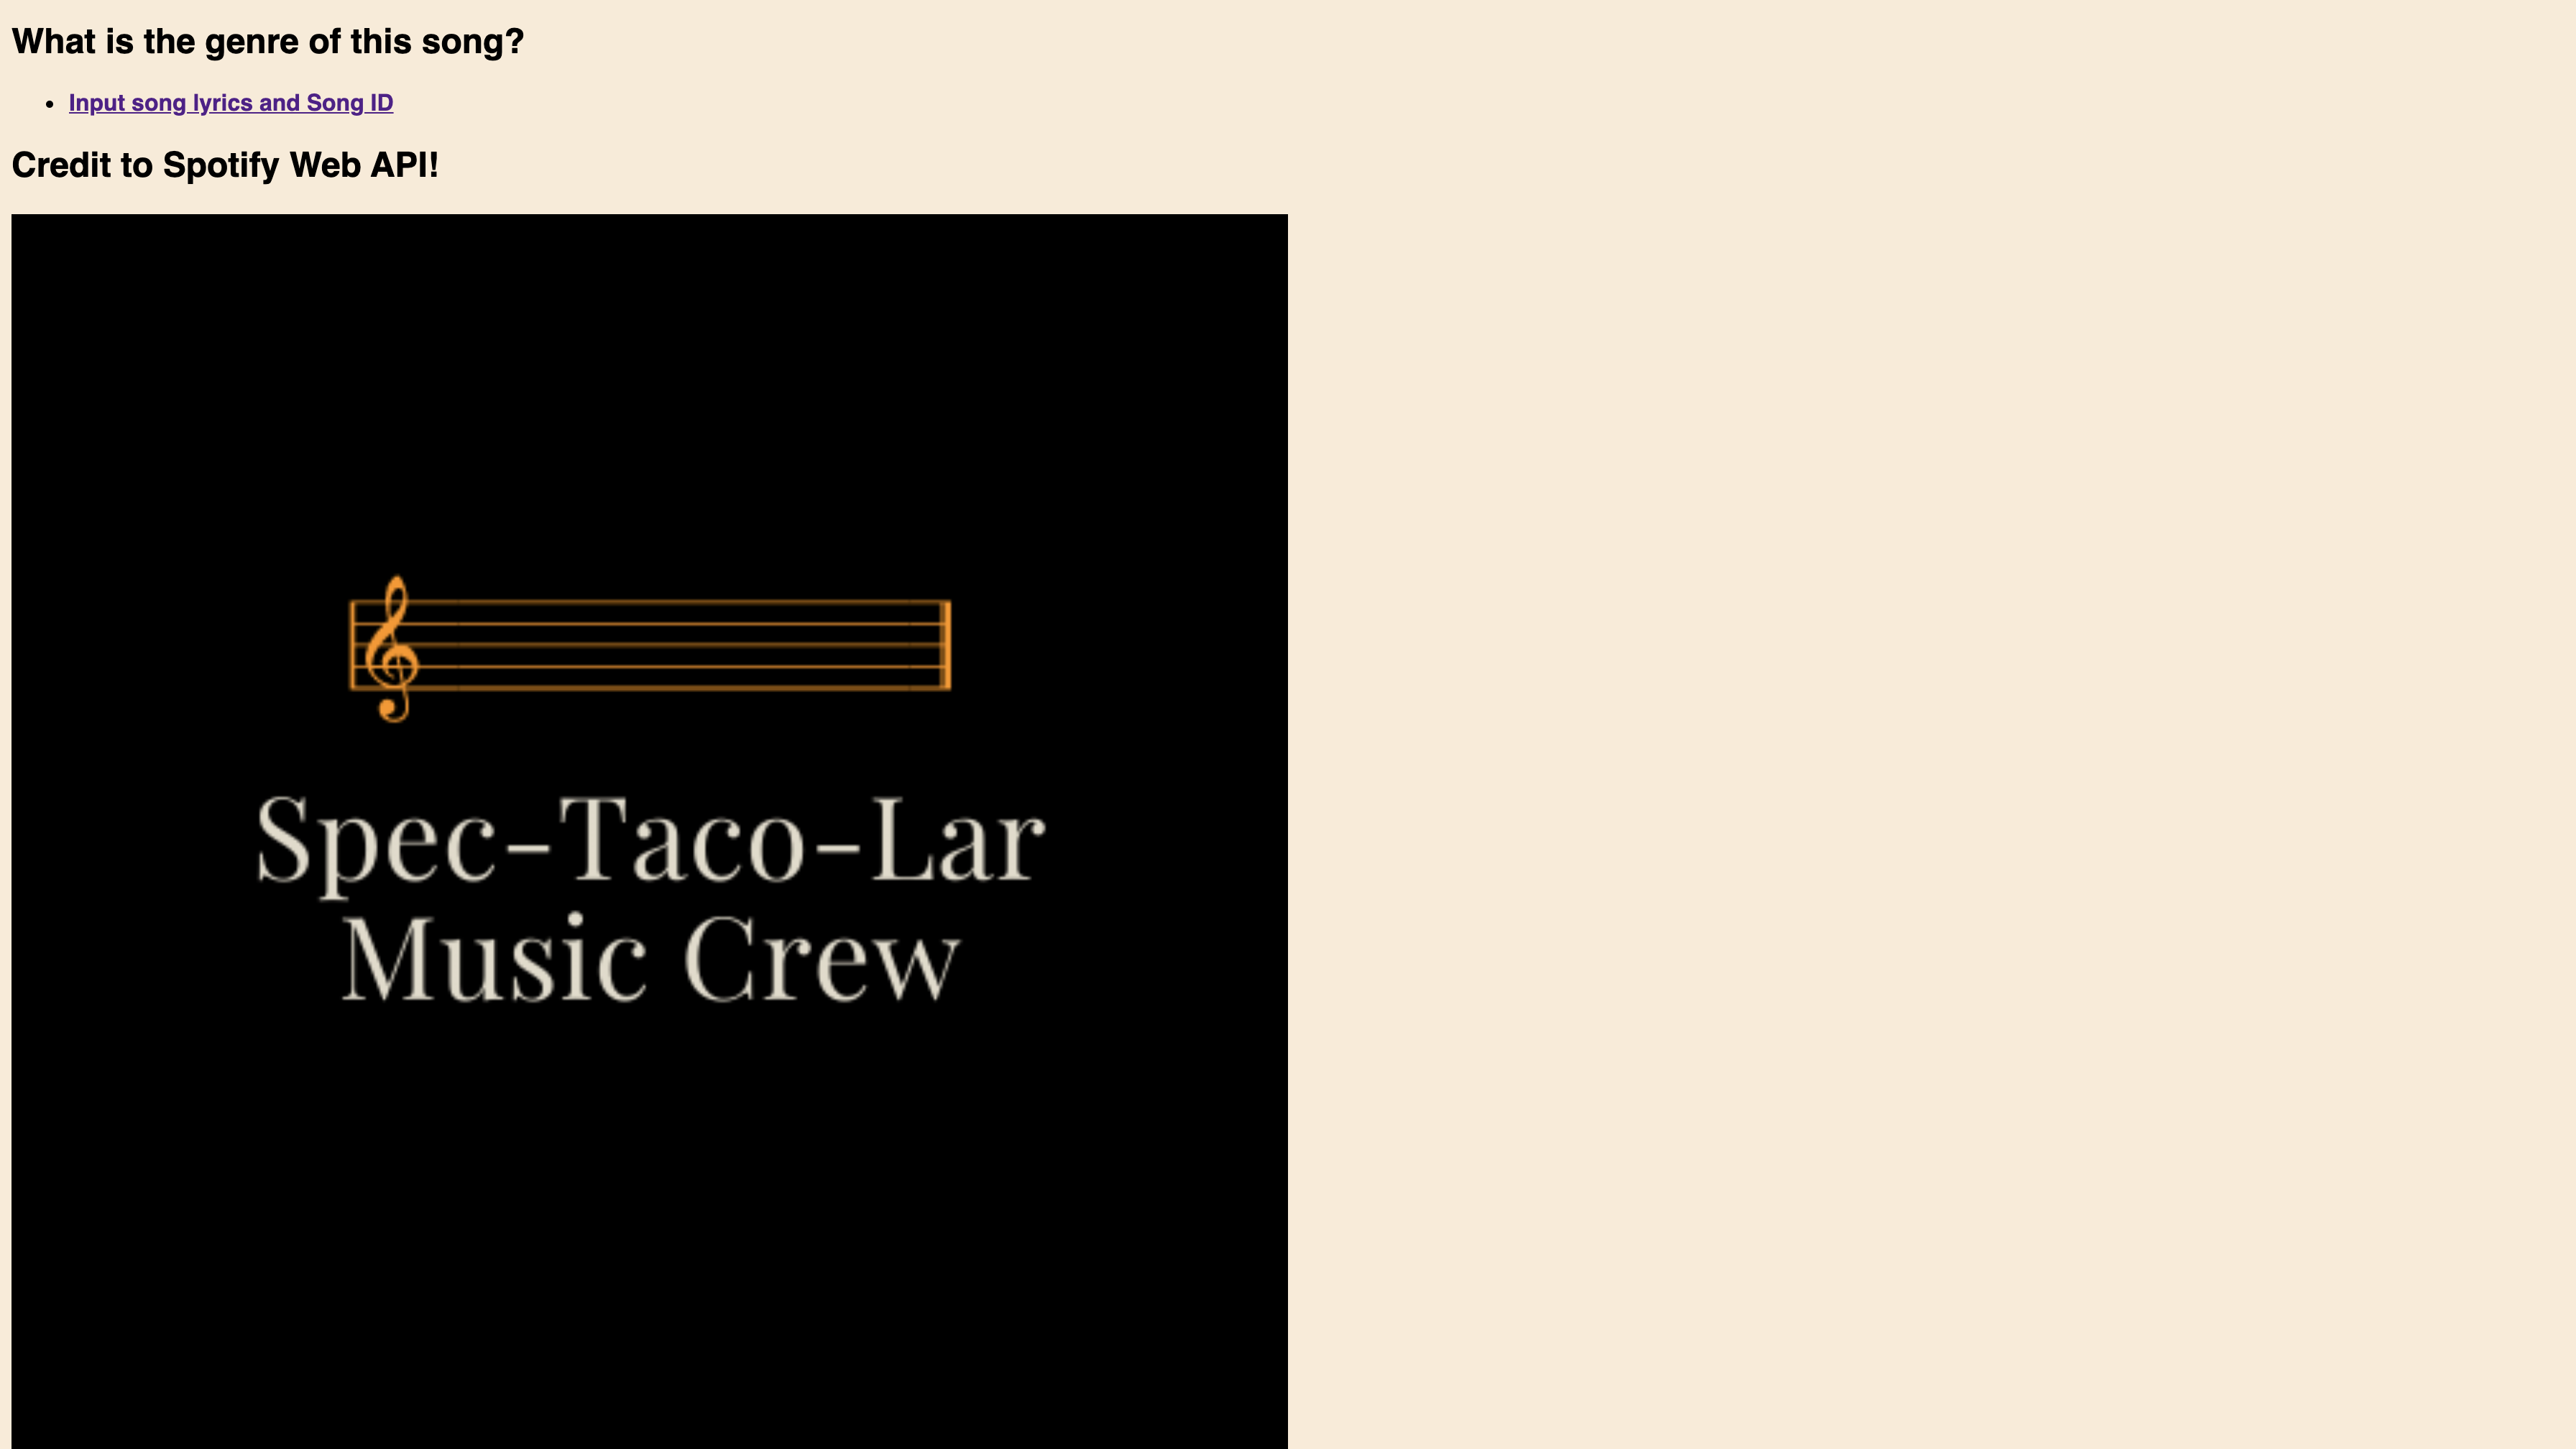 What is the genre of this song?
Input song lyrics and Song ID
Credit to Spotify Web API!
Spec-Taco-Lar
Music Crew